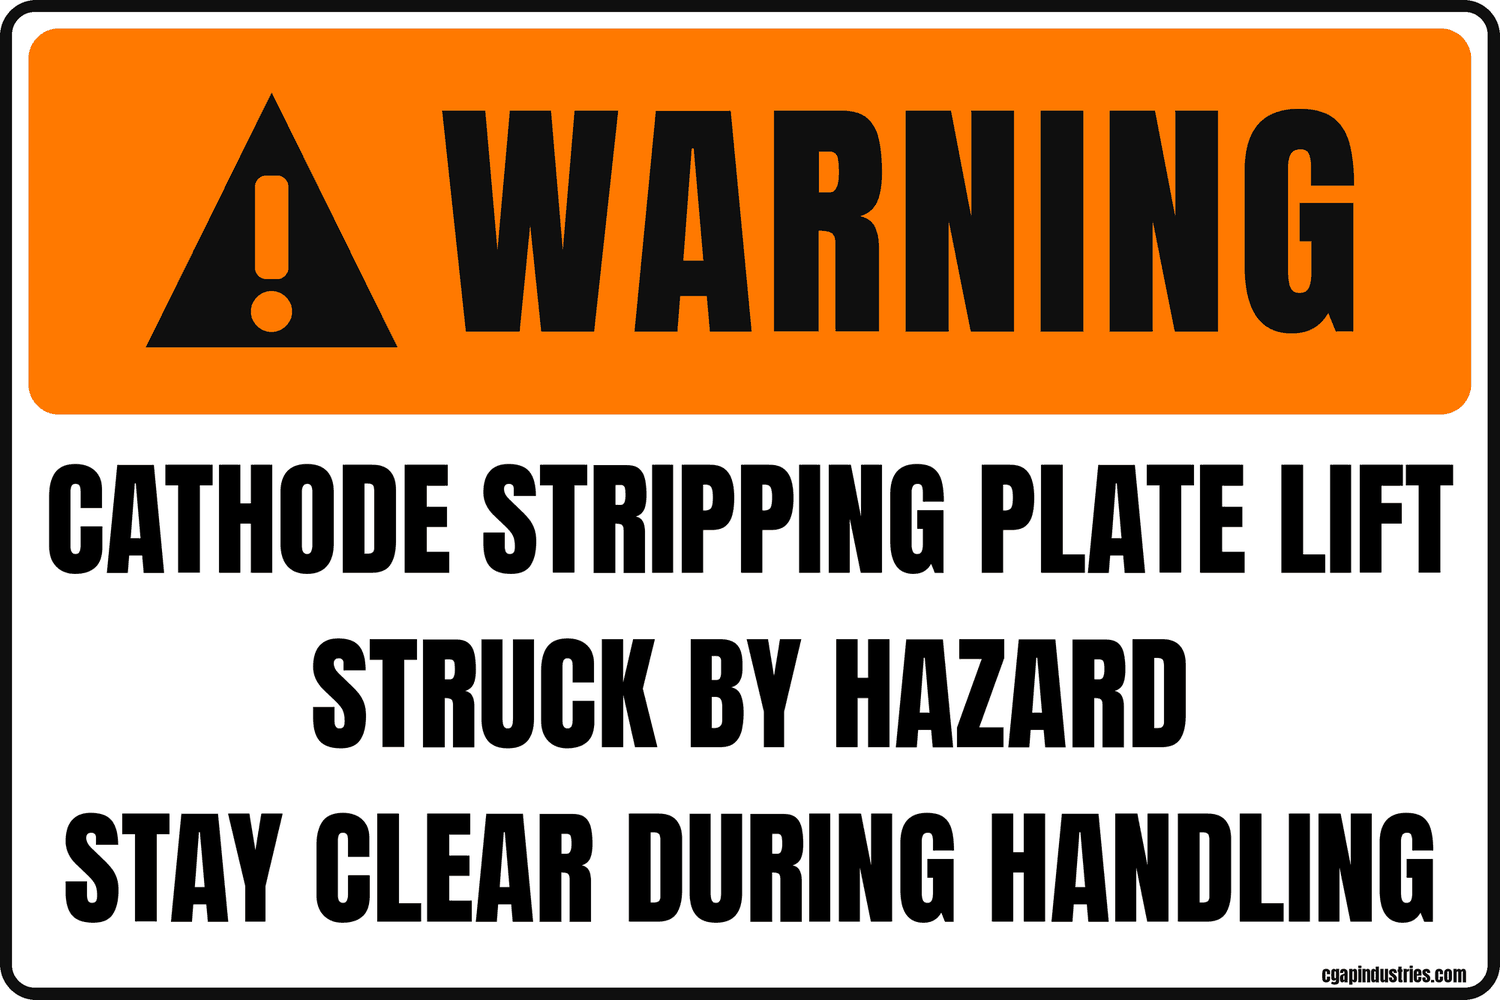 WARNING
CATHODE STRIPPING PLATE LIFT
STRUCK BY HAZARD
STAY CLEAR DURING HANDLING
cgapindustries.com